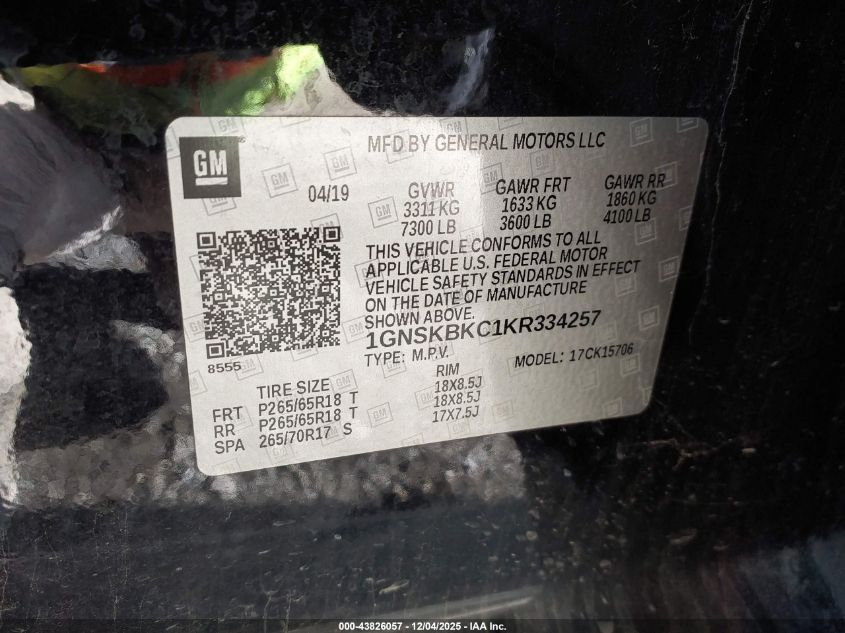 MFD BY GENERAL MOTORS LLC
GM
04/19 GVWR GAWR FRT GAWR RR
3311 KG 1633 KG 1860 KG
7300 LB 3600 LB 4100 LB
THIS VEHICLE CONFORMS TO ALL
APPLICABLE U.S. FEDERAL MOTOR
VEHICLE SAFETY STANDARDS IN EFFECT
ON THE DATE OF MANUFACTURE
SHOWN ABOVE.
1GNSKBKC1KR334257
TYPE: M.P.V. MODEL: 17CK15706
8555
TIRE SIZE RIM
FRT P265/65R18 T 18X8.5J
RR P265/65R18 T 18X8.5J
SPA 265/70R17 S 17X7.5J
000-43826057 - 12/04/2025 - IAA Inc.